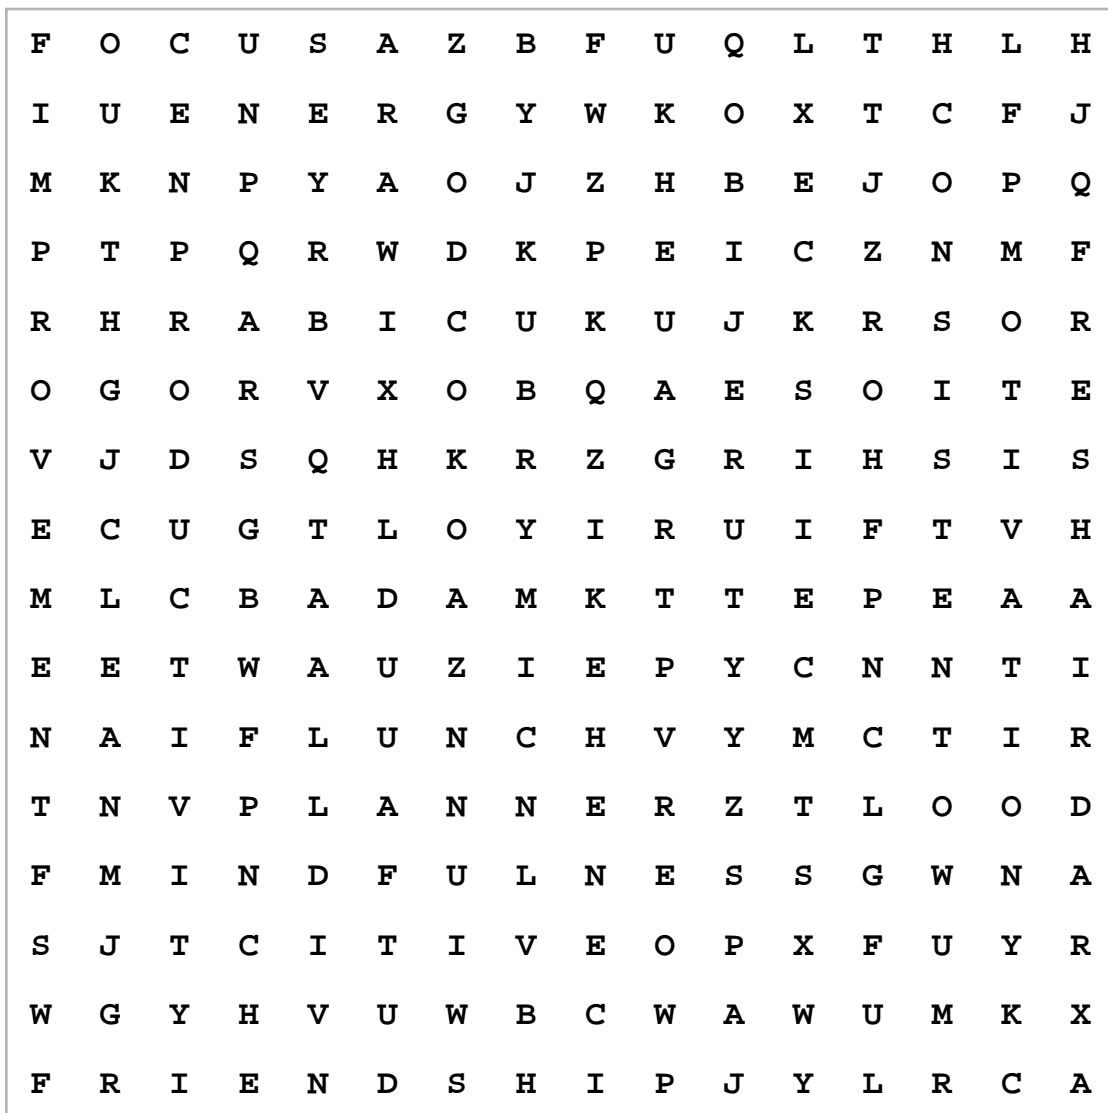 F O C U S A Z B F U Q L T H L H
I U E N E R G Y W K O X T C F J
M K N P Y A O J Z H B E J O P Q
P T P Q R W D K P E I C Z N M F
R H R A B I C U K U J K R S O R
O G O R V X O B Q A E S O I T E
V J D S Q H K R Z G R I H S I S
E C U G T L O Y I R U I F T V H
M L C B A D A M K T T E P E A A
E E T W A U Z I E P Y C N N T I
N A I F L U N C H V Y M C T I R
T N V P L A N N E R Z T L O O D
F M I N D F U L N E S S G W N A
S J T C I T I V E O P X F U Y R
W G Y H V U W B C W A W U M K X
F R I E N D S H I P J Y L R C A